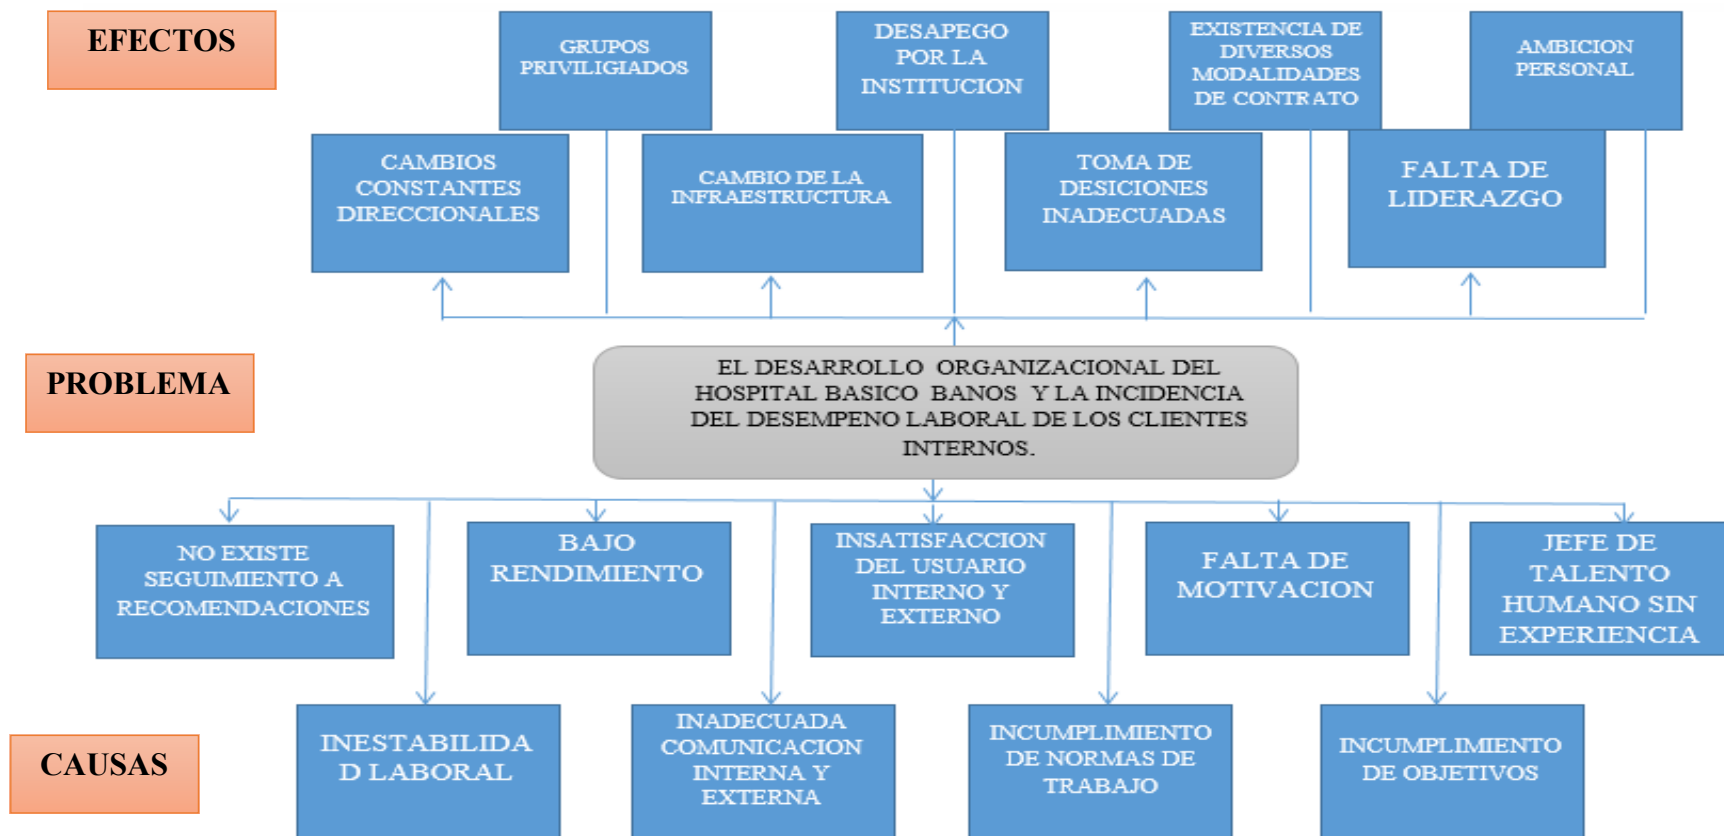 EFECTOS
GRUPOS
PRIVILIGIADOS
DESAPEGO
POR LA
INSTITUCION
EXISTENCIA DE
DIVERSOS
MODALIDADES
DE CONTRATO
AMBICION
PERSONAL
CAMBIOS
CONSTANTES
DIRECCIONALES
CAMBIO DE LA
INFRAESTRUCTURA
TOMA DE
DESICIONES
INADECUADAS
FALTA DE
LIDERAZGO
PROBLEMA
EL DESARROLLO ORGANIZACIONAL DEL
HOSPITAL BASICO BANOS Y LA INCIDENCIA
DEL DESEMPENO LABORAL DE LOS CLIENTES
INTERNOS.
NO EXISTE
SEGUIMIENTO A
RECOMENDACIONES
BAJO
RENDIMIENTO
INSATISFACCION
DEL USUARIO
INTERNO Y
EXTERNO
FALTA DE
MOTIVACION
JEFE DE
TALENTO
HUMANO SIN
EXPERIENCIA
CAUSAS
INESTABILIDA
D LABORAL
INADECUADA
COMUNICACION
INTERNA Y
EXTERNA
INCUMPLIMIENTO
DE NORMAS DE
TRABAJO
INCUMPLIMIENTO
DE OBJETIVOS